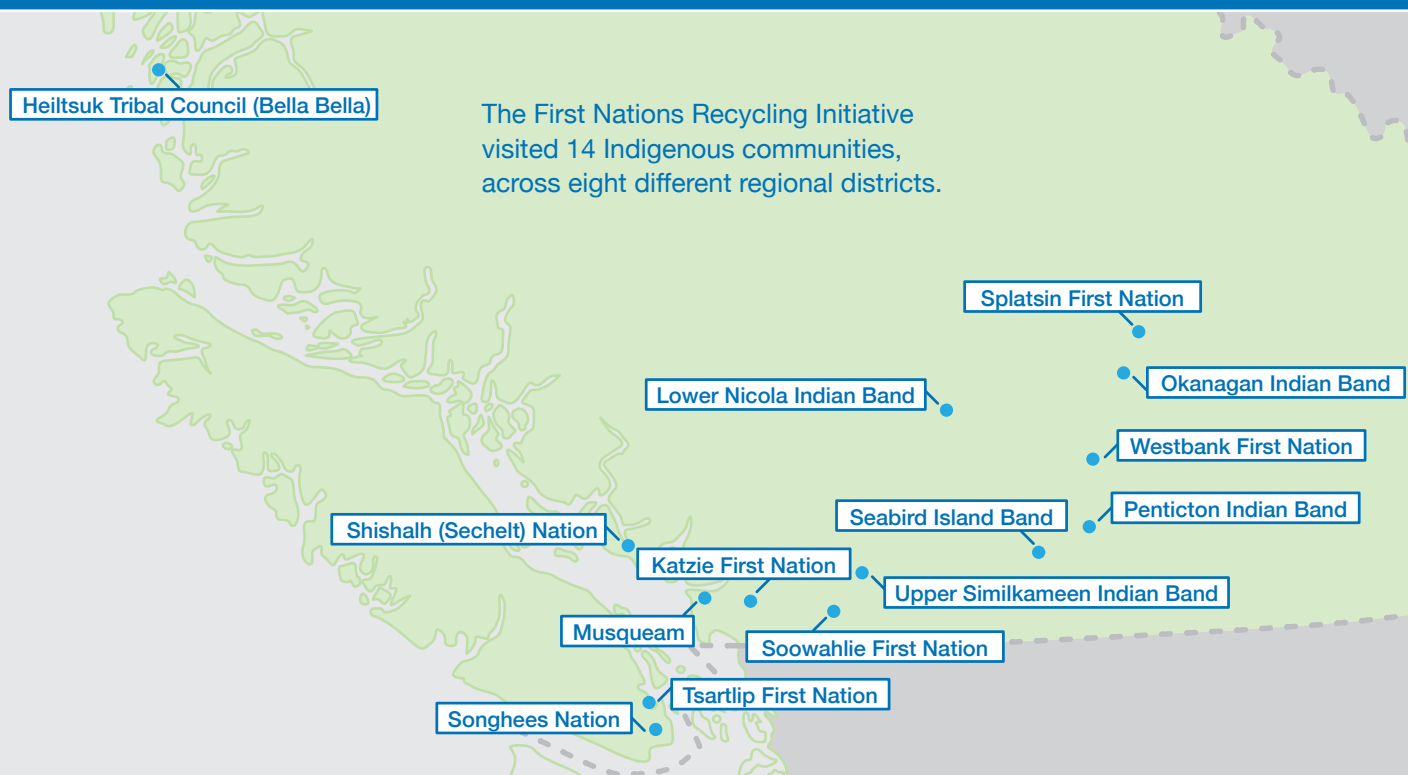 Heiltsuk Tribal Council (Bella Bella)
The First Nations Recycling Initiative
visited 14 Indigenous communities,
across eight different regional districts.
Splatsin First Nation
Okanagan Indian Band
Lower Nicola Indian Band
Westbank First Nation
Penticton Indian Band
Seabird Island Band
Shishalh (Sechelt) Nation
Katzie First Nation
Upper Similkameen Indian Band
Musqueam
Soowahlie First Nation
Tsartlip First Nation
Songhees Nation